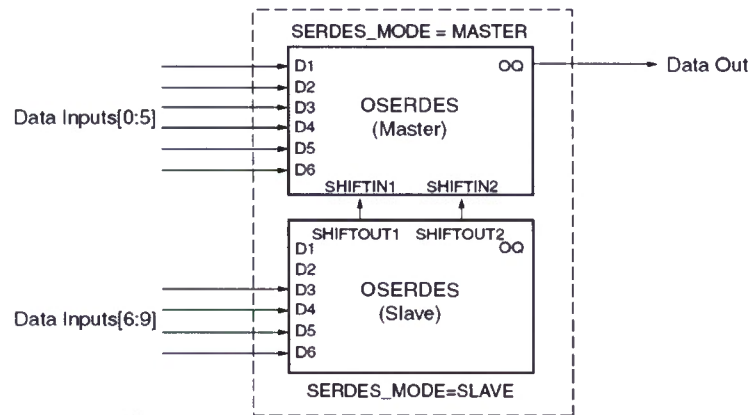 SERDES_MODE = MASTER
Data Inputs[0:5]
D1
D2
D3
D4
D5
D6
OQ
Data Out
OSERDES
(Master)
SHIFTIN1 SHIFTIN2
SHIFTOUT1 SHIFTOUT2
Data Inputs[6:9]
D1
D2
D3
D4
D5
D6
OQ
OSERDES
(Slave)
SERDES_MODE=SLAVE